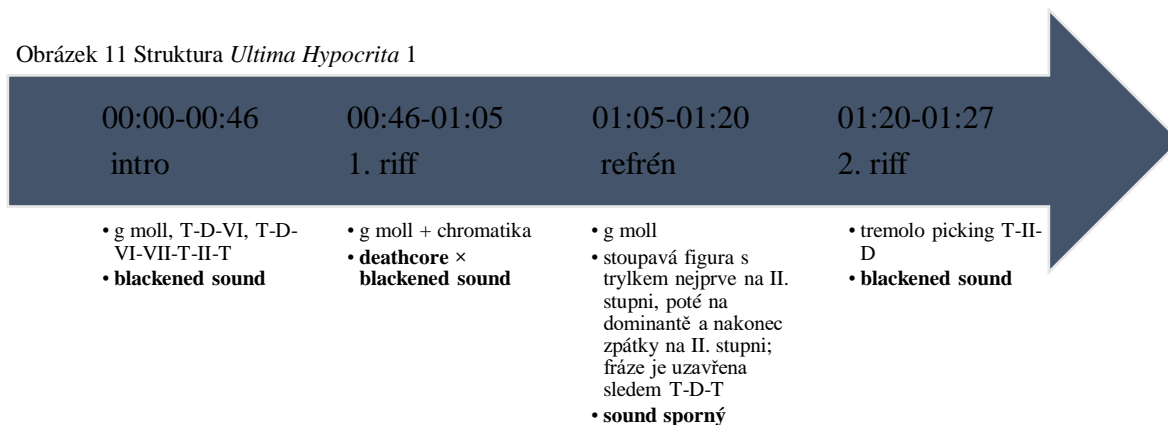 Obrázek 11 Struktura Ultima Hypocrita 1
00:00-00:46
intro
00:46-01:05
1. riff
01:05-01:20
refrén
01:20-01:27
2. riff
• g moll, T-D-VI, T-D-
VI-VII-T-II-T
• blackened sound
• g moll + chromatika
• deathcore ×
blackened sound
• g moll
• stoupavá figura s
trylkem nejprve na II.
stupni, poté na
dominantě a nakonec
zpátky na II. stupni;
fráze je uzavřena
sledem T-D-T
• sound sporný
• tremolo picking T-II-
D
• blackened sound